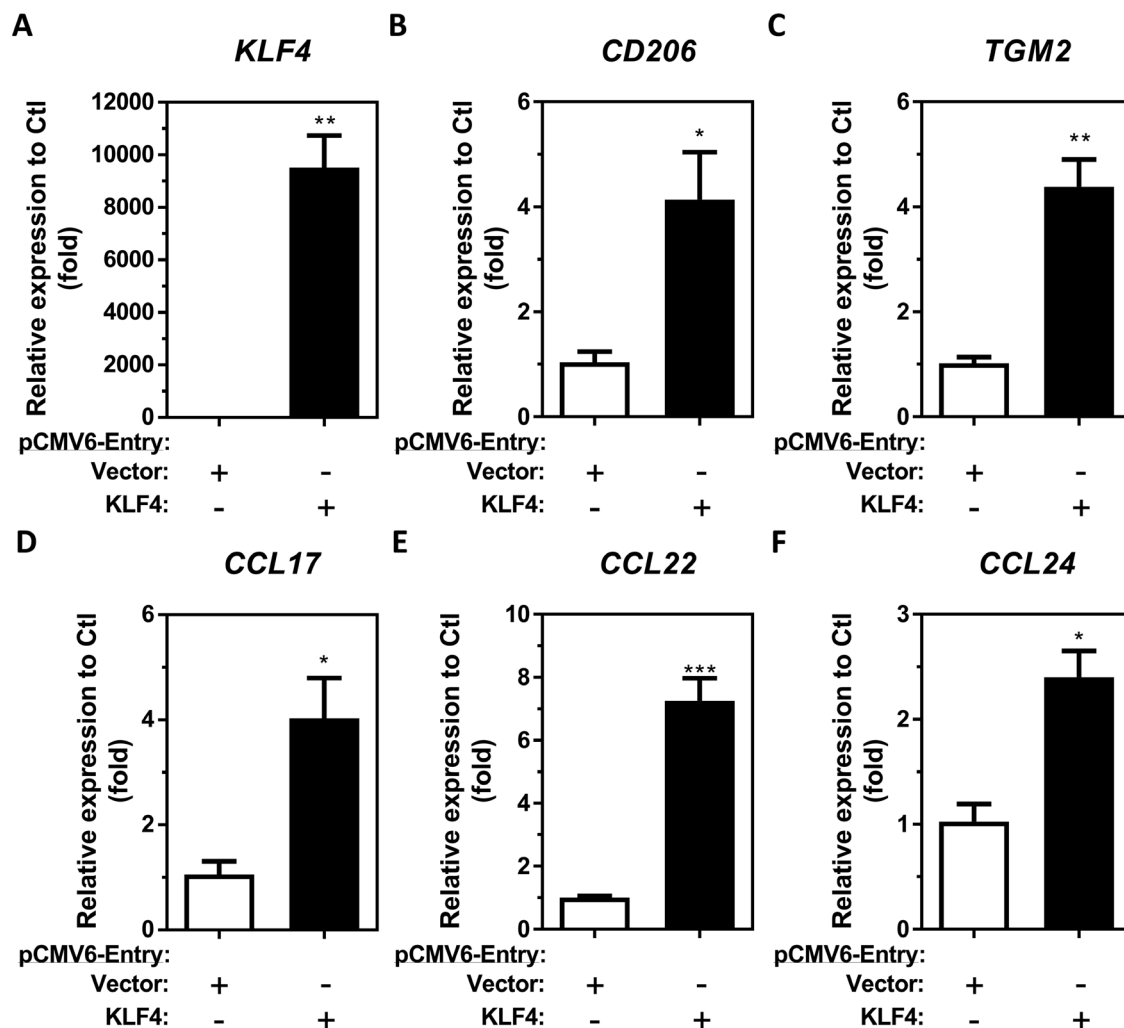 A
KLF4
Relative expression to Ctl
(fold)
12000
10000
8000
6000
4000
2000
0
**
pCMV6-Entry:
Vector: + -
KLF4: - +
B
CD206
Relative expression to Ctl
(fold)
6
4
2
0
*
pCMV6-Entry:
Vector: + -
KLF4: - +
C
TGM2
Relative expression to Ctl
(fold)
6
4
2
0
**
pCMV6-Entry:
Vector: + -
KLF4: - +
D
CCL17
Relative expression to Ctl
(fold)
6
4
2
0
*
pCMV6-Entry:
Vector: + -
KLF4: - +
E
CCL22
Relative expression to Ctl
(fold)
10
8
6
4
2
0
***
pCMV6-Entry:
Vector: + -
KLF4: - +
F
CCL24
Relative expression to Ctl
(fold)
3
2
1
0
*
pCMV6-Entry:
Vector: + -
KLF4: - +